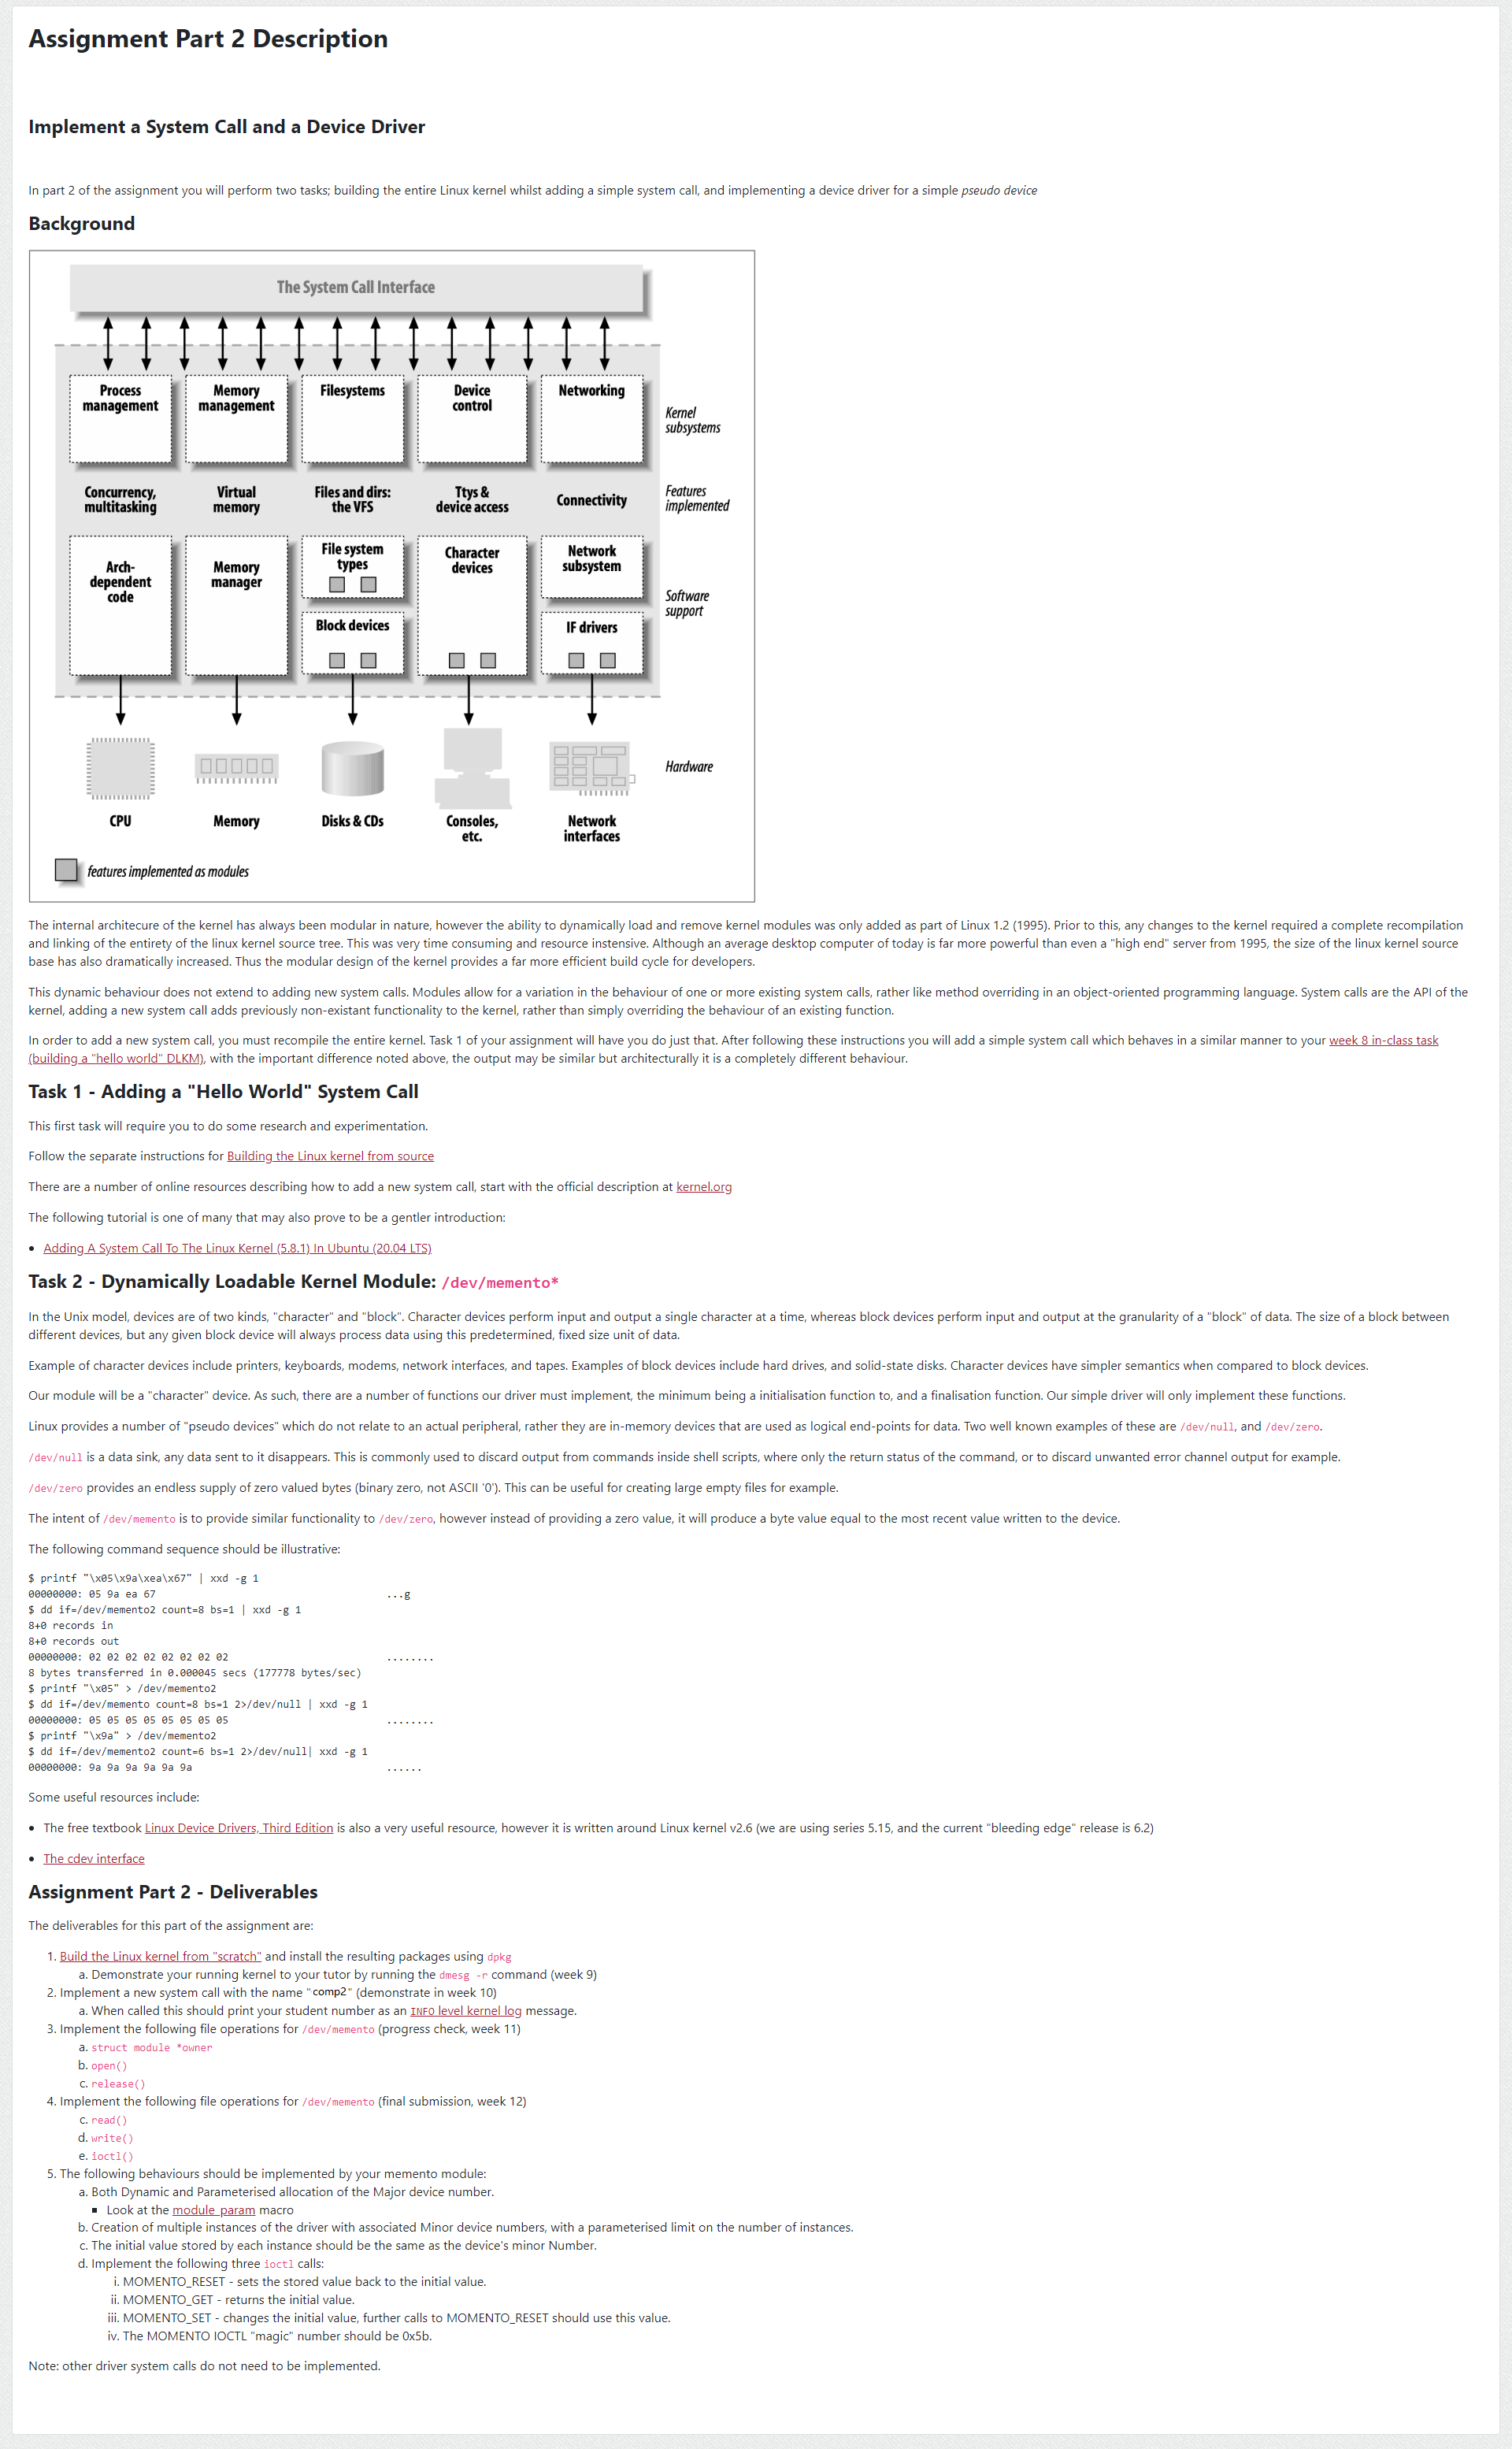 Assignment Part 2 Description
Implement a System Call and a Device Driver
In part 2 of the assignment you will perform two tasks; building the entire Linux kernel whilst adding a simple system call, and implementing a device driver for a simple pseudo device
Background
The System Call Interface
Process management
Memory management
Filesystems
Device control
Networking
Kernel subsystems
Concurrency, multitasking
Virtual memory
Files and dirs: the VFS
Ttys & device access
Connectivity
Features implemented
Arch-dependent code
Memory manager
File system types
Block devices
Character devices
Network subsystem
IF drivers
Software support
Hardware
CPU
Memory
Disks & CDs
Consoles, etc.
Network interfaces
features implemented as modules
The internal architecure of the kernel has always been modular in nature, however the ability to dynamically load and remove kernel modules was only added as part of Linux 1.2 (1995). Prior to this, any changes to the kernel required a complete recompilation
and linking of the entirety of the linux kernel source tree. This was very time consuming and resource instensive. Although an average desktop computer of today is far more powerful than even a "high end" server from 1995, the size of the linux kernel source
base has also dramatically increased. Thus the modular design of the kernel provides a far more efficient build cycle for developers.
This dynamic behaviour does not extend to adding new system calls. Modules allow for a variation in the behaviour of one or more existing system calls, rather like method overriding in an object-oriented programming language. System calls are the API of the
kernel, adding a new system call adds previously non-existant functionality to the kernel, rather than simply overriding the behaviour of an existing function.
In order to add a new system call, you must recompile the entire kernel. Task 1 of your assignment will have you do just that. After following these instructions you will add a simple system call which behaves in a similar manner to your week 8 in-class task
(building a "hello world" DLKM), with the important difference noted above, the output may be similar but architecturally it is a completely different behaviour.
Task 1 - Adding a "Hello World" System Call
This first task will require you to do some research and experimentation.
Follow the separate instructions for Building the Linux kernel from source
There are a number of online resources describing how to add a new system call, start with the official description at kernel.org
The following tutorial is one of many that may also prove to be a gentler introduction:
• Adding A System Call To The Linux Kernel (5.8.1) In Ubuntu (20.04 LTS)
Task 2 - Dynamically Loadable Kernel Module: /dev/memento*
In the Unix model, devices are of two kinds, "character" and "block". Character devices perform input and output a single character at a time, whereas block devices perform input and output at the granularity of a "block" of data. The size of a block between
different devices, but any given block device will always process data using this predetermined, fixed size unit of data.
Example of character devices include printers, keyboards, modems, network interfaces, and tapes. Examples of block devices include hard drives, and solid-state disks. Character devices have simpler semantics when compared to block devices.
Our module will be a "character" device. As such, there are a number of functions our driver must implement, the minimum being a initialisation function to, and a finalisation function. Our simple driver will only implement these functions.
Linux provides a number of "pseudo devices" which do not relate to an actual peripheral, rather they are in-memory devices that are used as logical end-points for data. Two well known examples of these are /dev/null, and /dev/zero.
/dev/null is a data sink, any data sent to it disappears. This is commonly used to discard output from commands inside shell scripts, where only the return status of the command, or to discard unwanted error channel output for example.
/dev/zero provides an endless supply of zero valued bytes (binary zero, not ASCII '0'). This can be useful for creating large empty files for example.
The intent of /dev/memento is to provide similar functionality to /dev/zero, however instead of providing a zero value, it will produce a byte value equal to the most recent value written to the device.
The following command sequence should be illustrative:
$ printf "\x05\x9a\xea\x67" | xxd -g 1
00000000: 05 9a ea 67 ...g
$ dd if=/dev/memento2 count=8 bs=1 | xxd -g 1
8+0 records in
8+0 records out
00000000: 02 02 02 02 02 02 02 02 ........
8 bytes transferred in 0.000045 secs (177778 bytes/sec)
$ printf "\x05" > /dev/memento2
$ dd if=/dev/memento count=8 bs=1 2>/dev/null | xxd -g 1
00000000: 05 05 05 05 05 05 05 05 ........
$ printf "\x9a" > /dev/memento2
$ dd if=/dev/memento2 count=6 bs=1 2>/dev/null| xxd -g 1
00000000: 9a 9a 9a 9a 9a 9a ......
Some useful resources include:
• The free textbook Linux Device Drivers, Third Edition is also a very useful resource, however it is written around Linux kernel v2.6 (we are using series 5.15, and the current "bleeding edge" release is 6.2)
• The cdev interface
Assignment Part 2 - Deliverables
The deliverables for this part of the assignment are:
1. Build the Linux kernel from "scratch" and install the resulting packages using dpkg
a. Demonstrate your running kernel to your tutor by running the dmesg -r command (week 9)
2. Implement a new system call with the name "comp2" (demonstrate in week 10)
a. When called this should print your student number as an INFO level kernel log message.
3. Implement the following file operations for /dev/memento (progress check, week 11)
a. struct module *owner
b. open()
c. release()
4. Implement the following file operations for /dev/memento (final submission, week 12)
c. read()
d. write()
e. ioctl()
5. The following behaviours should be implemented by your memento module:
a. Both Dynamic and Parameterised allocation of the Major device number.
▪ Look at the module_param macro
b. Creation of multiple instances of the driver with associated Minor device numbers, with a parameterised limit on the number of instances.
c. The initial value stored by each instance should be the same as the device's minor Number.
d. Implement the following three ioctl calls:
i. MOMENTO_RESET - sets the stored value back to the initial value.
ii. MOMENTO_GET - returns the initial value.
iii. MOMENTO_SET - changes the initial value, further calls to MOMENTO_RESET should use this value.
iv. The MOMENTO IOCTL "magic" number should be 0x5b.
Note: other driver system calls do not need to be implemented.